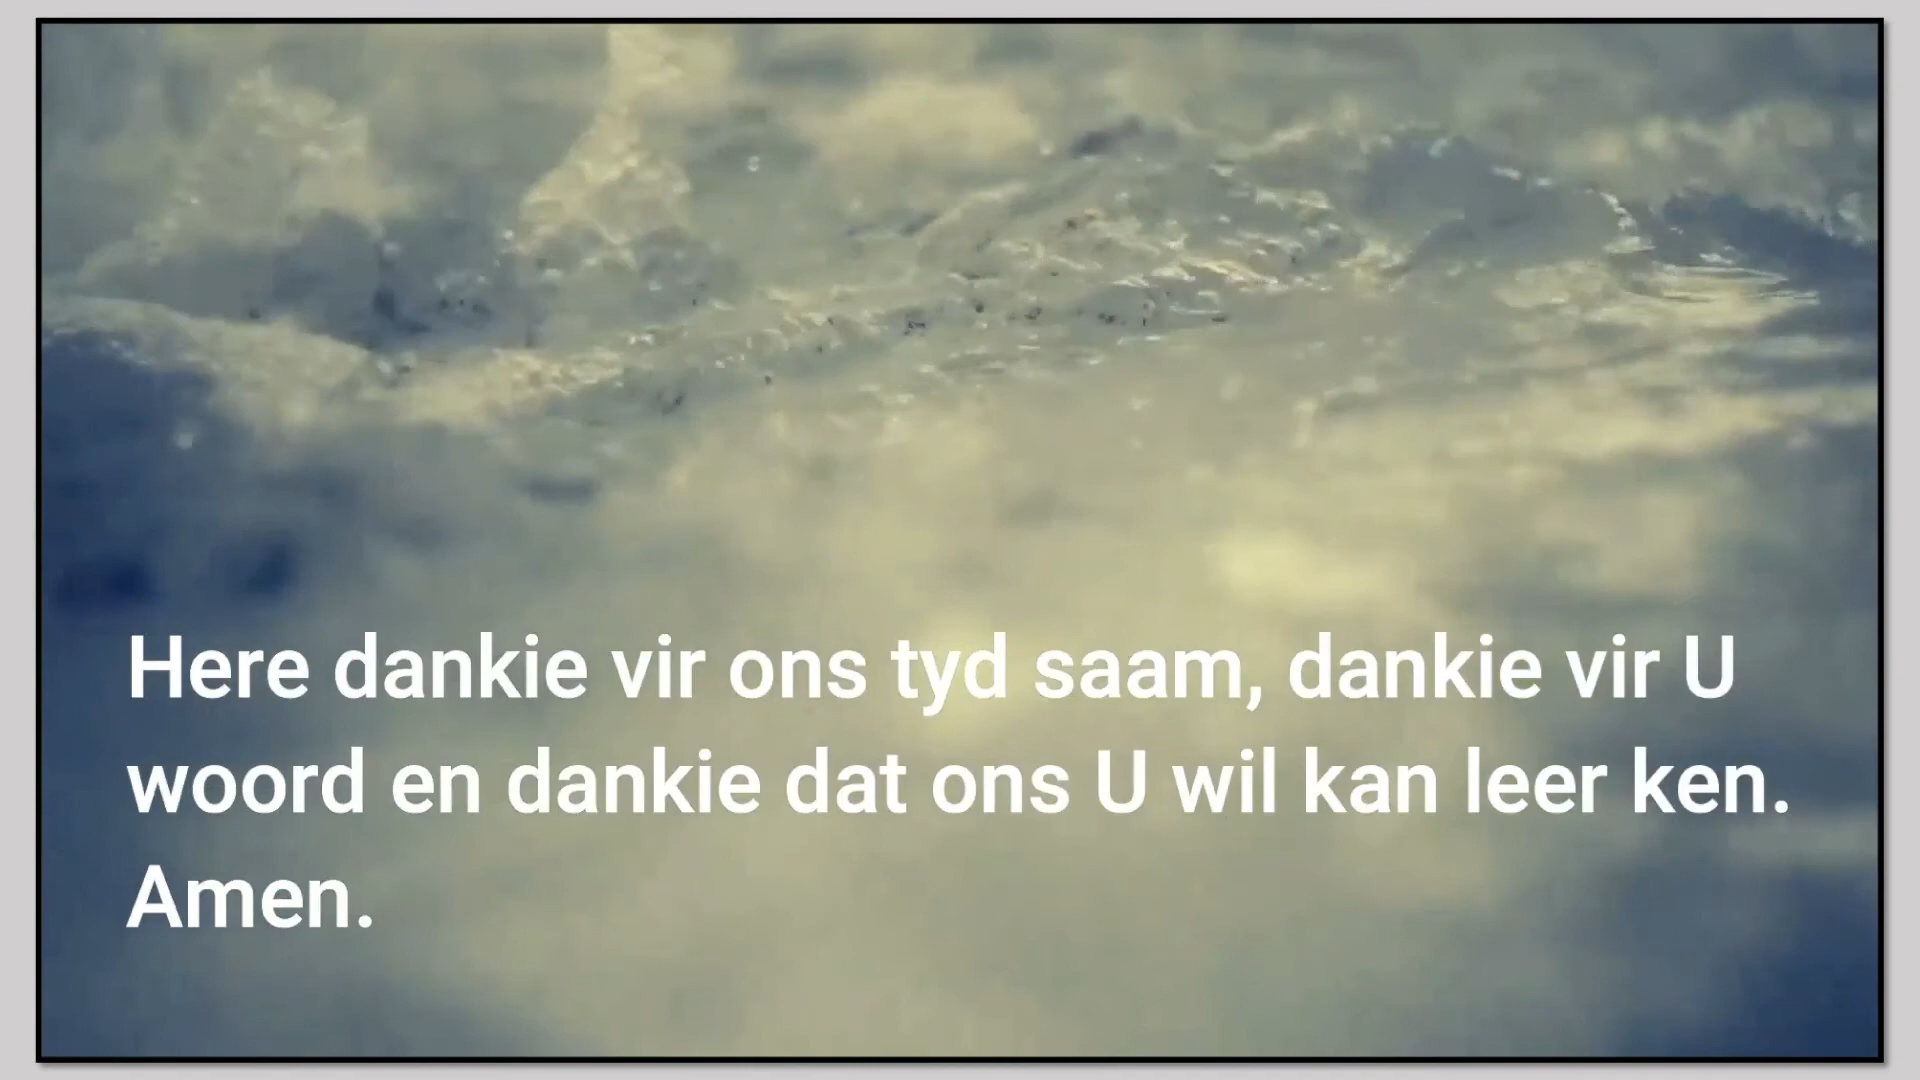 Here dankie vir ons tyd saam, dankie vir U
woord en dankie dat ons U wil kan leer ken.
Amen.